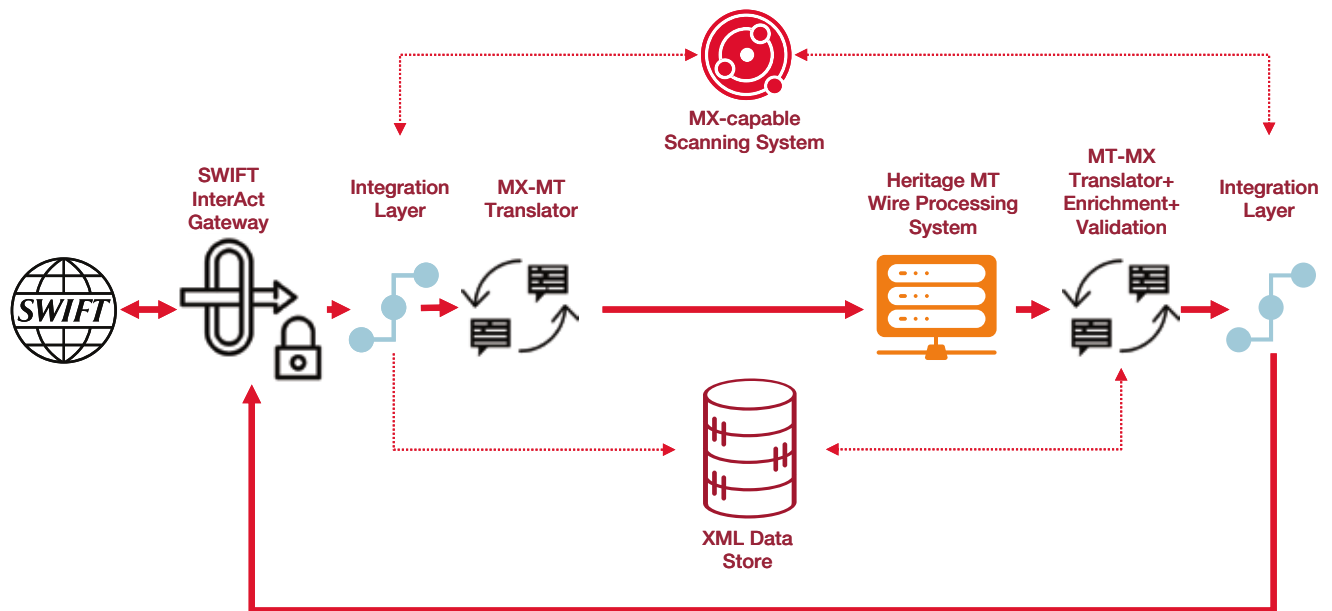 MX-capable
Scanning System
SWIFT
InterAct
Gateway
Integration
Layer
MX-MT
Translator
Heritage MT
Wire Processing
System
MT-MX
Translator+
Enrichment+
Validation
Integration
Layer
SWIFT
XML Data
Store